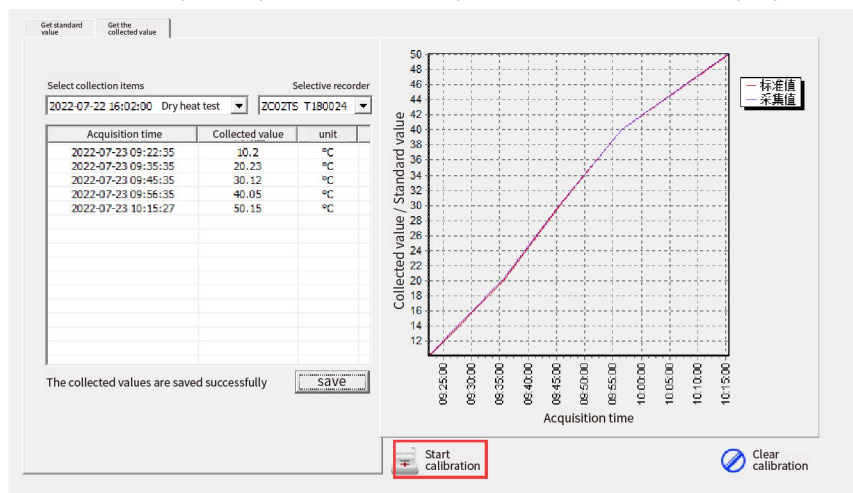 Get standard
value
Get the
collected value
Select collection items
Selective recorder
2022-07-22 16:02:00 Dry heat test
ZC02TS T180024
Acquisition time Collected value unit
2022-07-23 09:22:35 10.2 ℃
2022-07-23 09:35:35 20.23 ℃
2022-07-23 09:45:35 30.12 ℃
2022-07-23 09:56:35 40.05 ℃
2022-07-23 10:15:27 50.15 ℃
The collected values are saved successfully
save
Collected value / Standard value
50
48
46
44
42
40
38
36
34
32
30
28
26
24
22
20
18
16
14
12
标准值
采集值
09:25:00
09:30:00
09:35:00
09:40:00
09:45:00
09:50:00
09:55:00
10:00:00
10:05:00
10:10:00
10:15:00
Acquisition time
Start
calibration
Clear
calibration